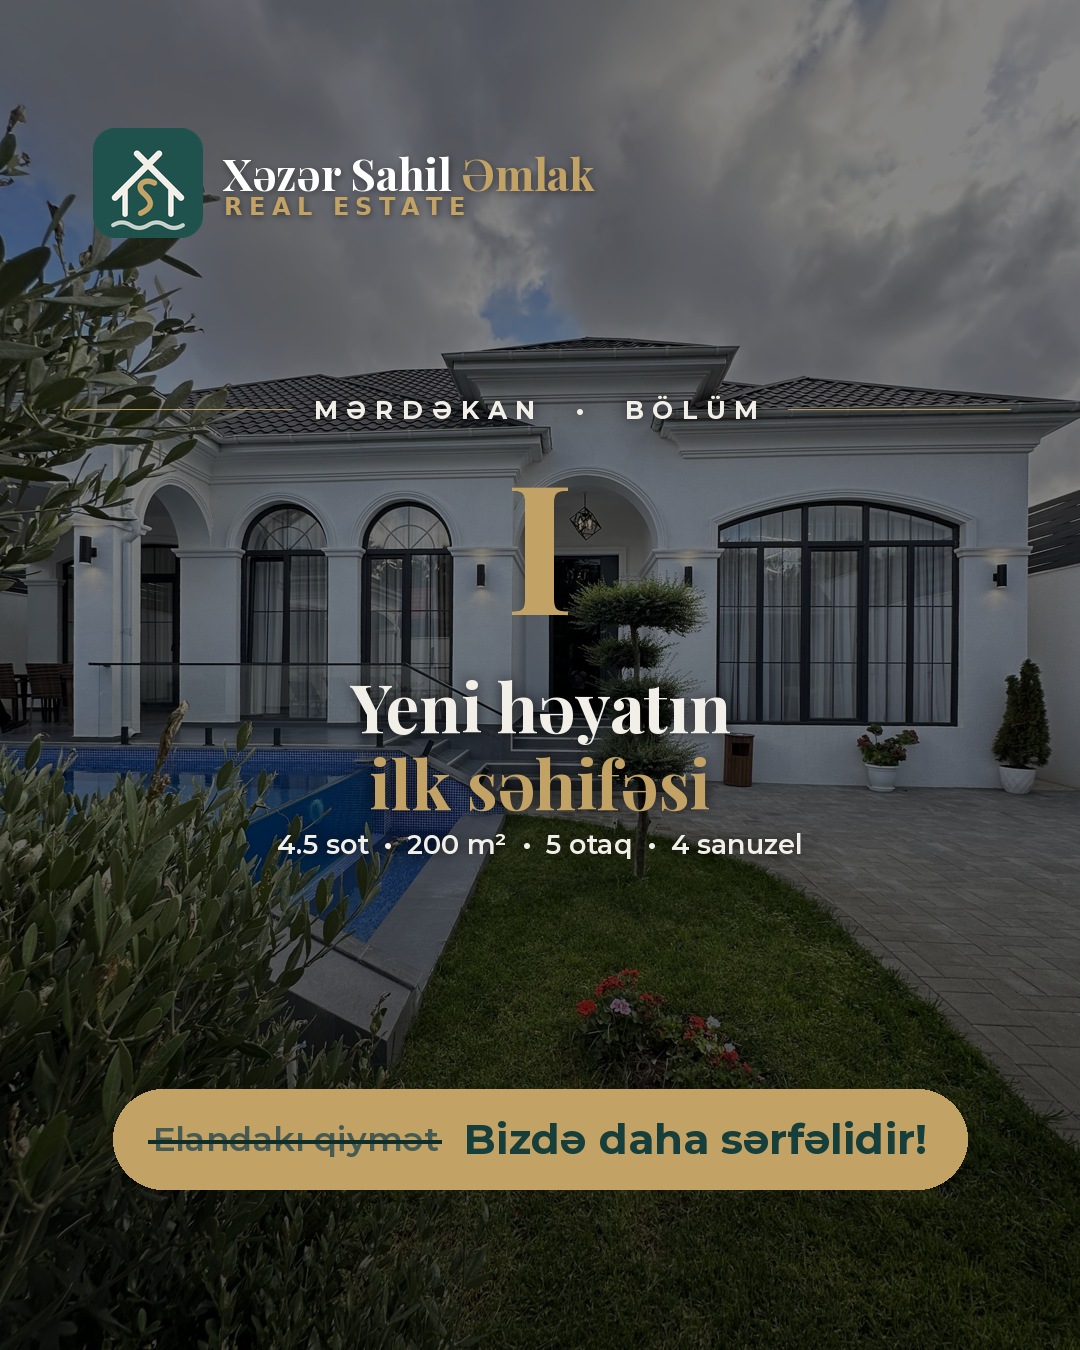 S
Xəzər Sahil Əmlak
REAL ESTATE
MƏRDƏKAN • BÖLÜM
I
Yeni həyatın
ilk səhifəsi
4.5 sot • 200 m² • 5 otaq • 4 sanuzel
Elandakı qiymət Bizdə daha sərfəlidir!